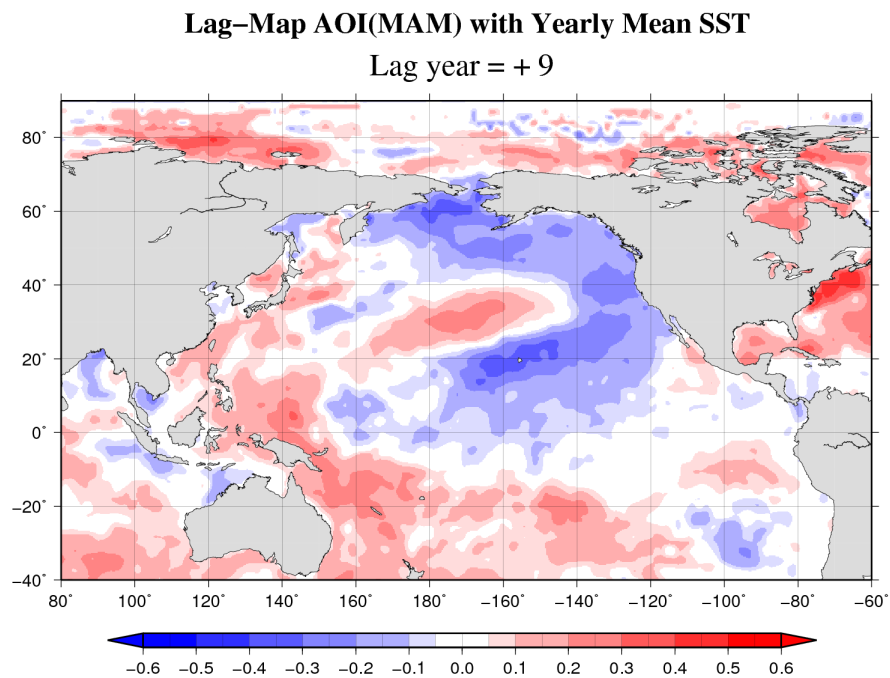 Lag−Map AOI(MAM) with Yearly Mean SST
Lag year = + 9
80˚
60˚
40˚
20˚
0˚
−20˚
−40˚
80 100 120 140 160 180 −160˚ −140˚ −120˚ −100˚ −80˚ −60˚
−0.6 −0.5 −0.4 −0.3 −0.2 −0.1 0.0 0.1 0.2 0.3 0.4 0.5 0.6